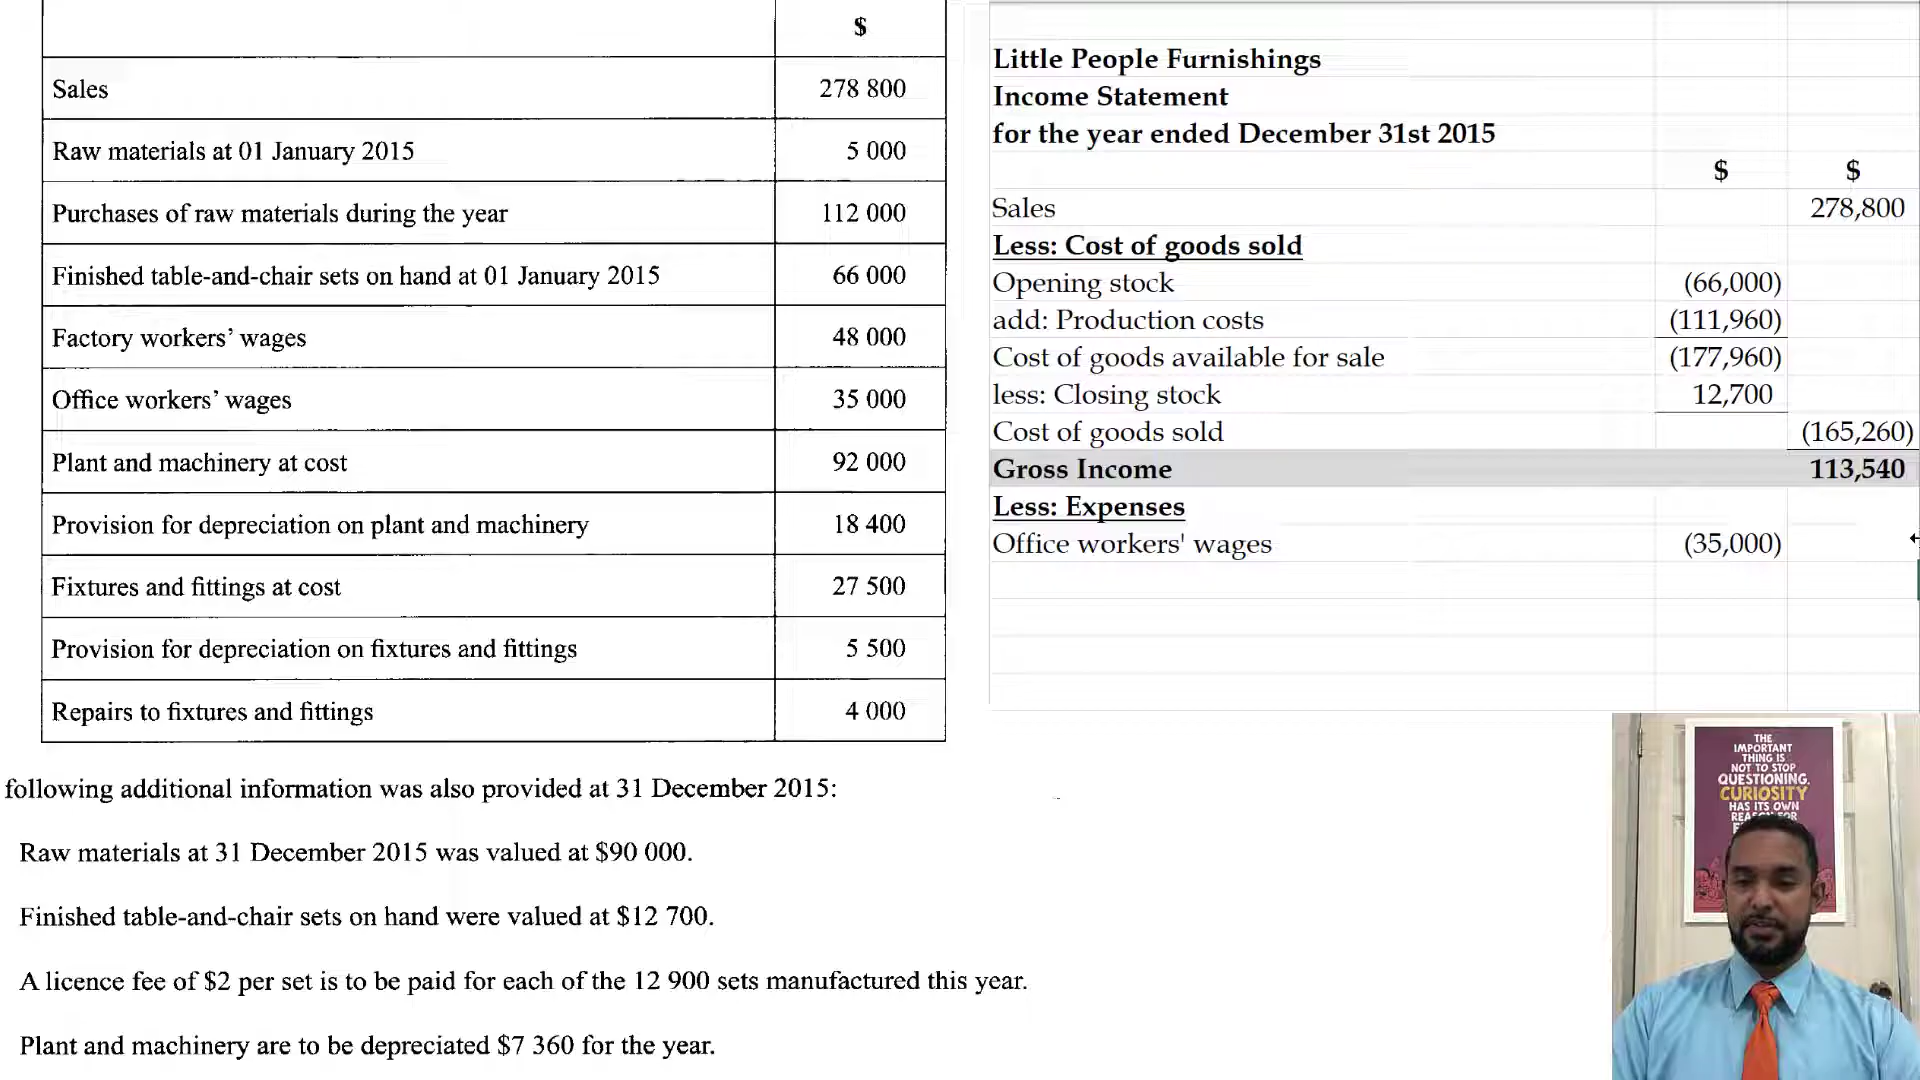 $
Sales 278 800
Raw materials at 01 January 2015 5 000
Purchases of raw materials during the year 112 000
Finished table-and-chair sets on hand at 01 January 2015 66 000
Factory workers' wages 48 000
Office workers' wages 35 000
Plant and machinery at cost 92 000
Provision for depreciation on plant and machinery 18 400
Fixtures and fittings at cost 27 500
Provision for depreciation on fixtures and fittings 5 500
Repairs to fixtures and fittings 4 000
following additional information was also provided at 31 December 2015:
Raw materials at 31 December 2015 was valued at $90 000.
Finished table-and-chair sets on hand were valued at $12 700.
A licence fee of $2 per set is to be paid for each of the 12 900 sets manufactured this year.
Plant and machinery are to be depreciated $7 360 for the year.
Little People Furnishings
Income Statement
for the year ended December 31st 2015
$ $
Sales 278,800
Less: Cost of goods sold
Opening stock (66,000)
add: Production costs (111,960)
Cost of goods available for sale (177,960)
less: Closing stock 12,700
Cost of goods sold (165,260)
Gross Income 113,540
Less: Expenses
Office workers' wages (35,000)
THE
IMPORTANT
THING IS
NOT TO STOP
QUESTIONING.
CURIOSITY
HAS ITS OWN